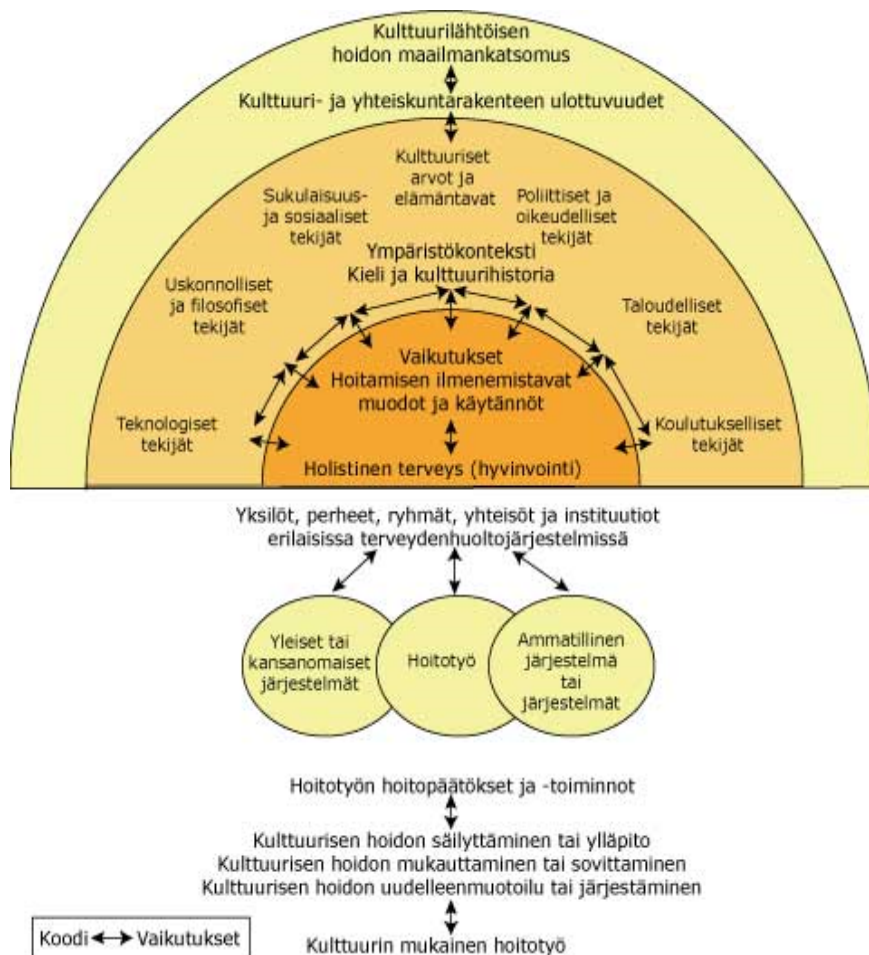 Kulttuurilähtöisen
hoidon maailmankatsomus
Kulttuuri- ja yhteiskuntarakenteen ulottuvuudet
Kulttuuriset
arvot ja
elämäntavat
Sukulaisuus-
ja sosiaaliset
tekijät
Poliittiset ja
oikeudelliset
tekijät
Ympäristökonteksti
Kieli ja kulttuurihistoria
Uskonnolliset
ja filosofiset
tekijät
Taloudelliset
tekijät
Vaikutukset
Hoitamisen ilmenemistavat
muodot ja käytännöt
Teknologiset
tekijät
Koulutukselliset
tekijät
Holistinen terveys (hyvinvointi)
Yksilöt, perheet, ryhmät, yhteisöt ja instituutiot
erilaisissa terveydenhuoltojärjestelmissä
Yleiset tai
kansanomaiset
järjestelmät
Hoitotyö
Ammatillinen
järjestelmä
tai
järjestelmät
Hoitotyön hoitopäätökset ja -toiminnot
Kulttuurisen hoidon säilyttäminen tai ylläpito
Kulttuurisen hoidon mukauttaminen tai sovittaminen
Kulttuurisen hoidon uudelleenmuotoilu tai järjestäminen
Kulttuurin mukainen hoitotyö
Koodi Vaikutukset